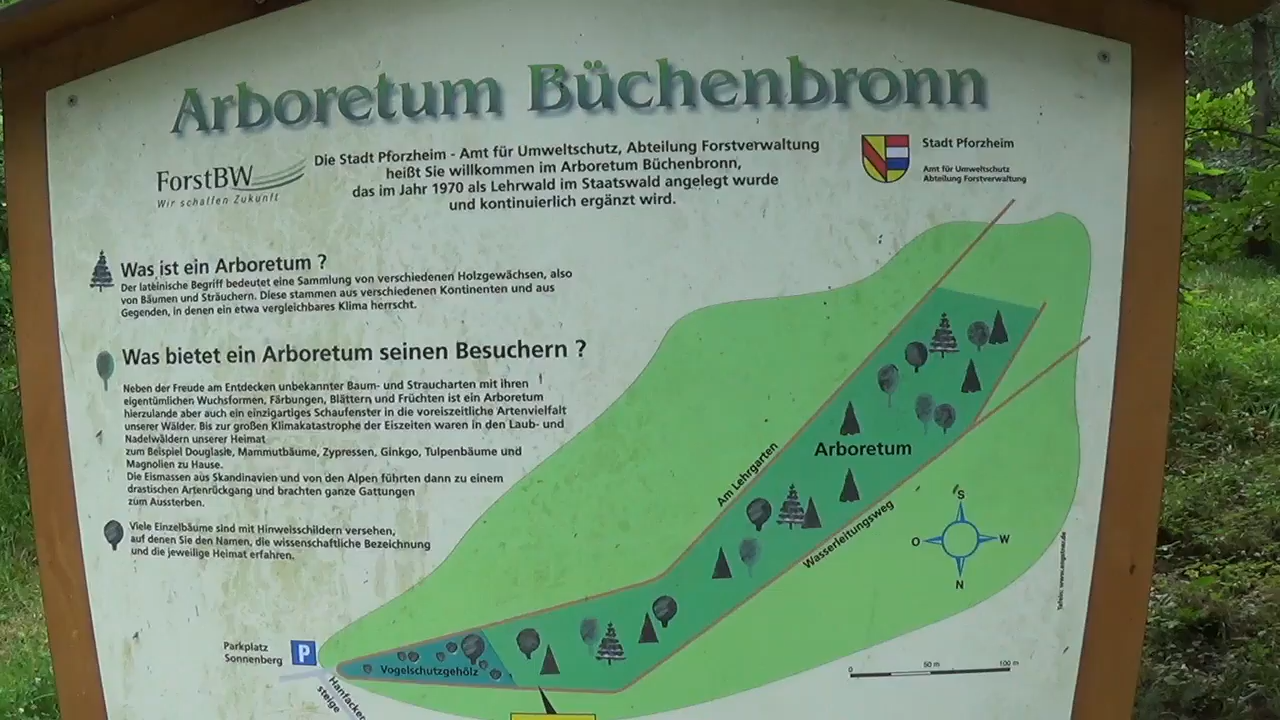 Arboretum Büchenbronn
ForstBW
Wir schaffen Zukunft
Die Stadt Pforzheim - Amt für Umweltschutz, Abteilung Forstverwaltung
heißt Sie willkommen im Arboretum Büchenbronn,
das im Jahr 1970 als Lehrwald im Staatswald angelegt wurde
und kontinuierlich ergänzt wird.
Stadt Pforzheim
Amt für Umweltschutz
Abteilung Forstverwaltung
Was ist ein Arboretum ?
Der lateinische Begriff bedeutet eine Sammlung von verschiedenen Holzgewächsen, also
von Bäumen und Sträuchern. Diese stammen aus verschiedenen Kontinenten und aus
Gegenden, in denen ein etwa vergleichbares Klima herrscht.
Was bietet ein Arboretum seinen Besuchern ?
Neben der Freude am Entdecken unbekannter Baum- und Straucharten mit ihren
eigentümlichen Wuchsformen, Färbungen, Blättern und Früchten ist ein Arboretum
hierzulande aber auch ein einzigartiges Schaufenster in die voreiszeitliche Artenvielfalt
unserer Wälder. Bis zur großen Klimakatastrophe der Eiszeiten waren in den Laub- und
Nadelwäldern unserer Heimat
zum Beispiel Douglasie, Mammutbäume, Zypressen, Ginkgo, Tulpenbäume und
Magnolien zu Hause.
Die Eismassen aus Skandinavien und von den Alpen führten dann zu einem
drastischen Artenrückgang und brachten ganze Gattungen
zum Aussterben.
Viele Einzelbäume sind mit Hinweisschildern versehen,
auf denen Sie den Namen, die wissenschaftliche Bezeichnung
und die jeweilige Heimat erfahren.
Arboretum
Am Lehrgarten
Wasserleitungsweg
S
O
W
N
Parkplatz
Sonnenberg
P
Vogelschutzgehölz
Hanfacker
steige
0
50 m
100 m